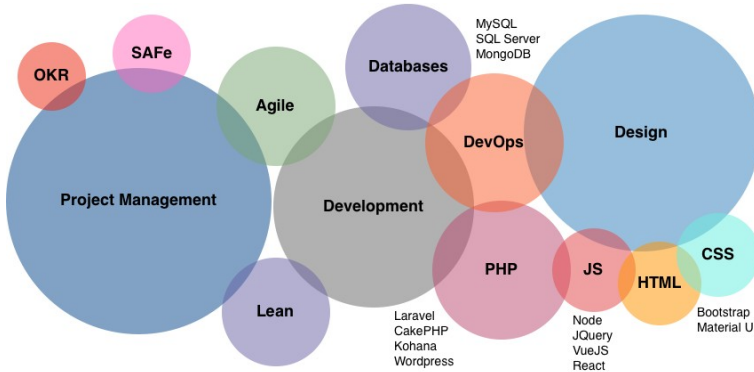 OKR
SAFe
Agile
Project Management
Lean
Databases
MySQL
SQL Server
MongoDB
DevOps
Development
Design
PHP
Laravel
CakePHP
Kohana
Wordpress
JS
Node
JQuery
VueJS
React
HTML
CSS
Bootstrap
Material U